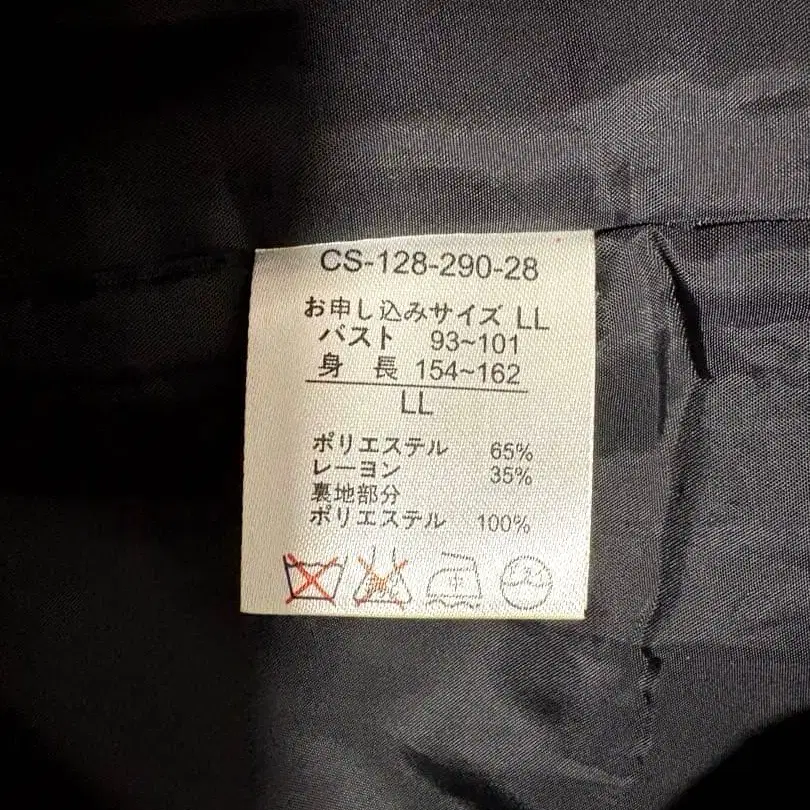 CS-128-290-28
お申し込みサイズ LL
バスト 93~101
身 長 154~162
LL
ポリエステル 65%
レーヨン 35%
裏地部分
ポリエステル 100%
中